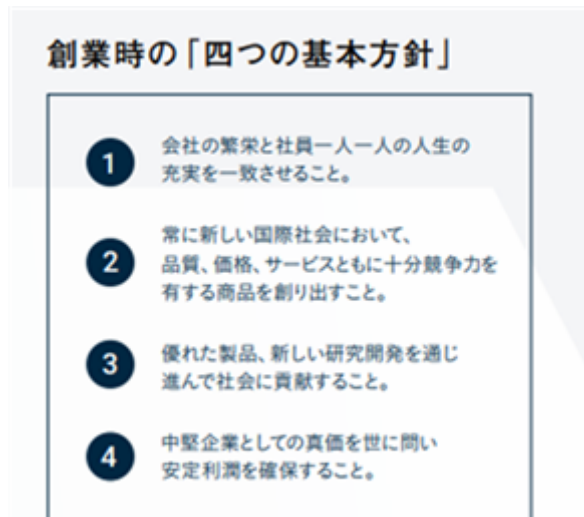 創業時の「四つの基本方針」
1
会社の繁栄と社員一人一人の人生の
充実を一致させること。
2
常に新しい国際社会において、
品質、価格、サービスともに十分競争力を
有する商品を創り出すこと。
3
優れた製品、新しい研究開発を通じ
進んで社会に貢献すること。
4
中堅企業としての真価を世に問い
安定利潤を確保すること。